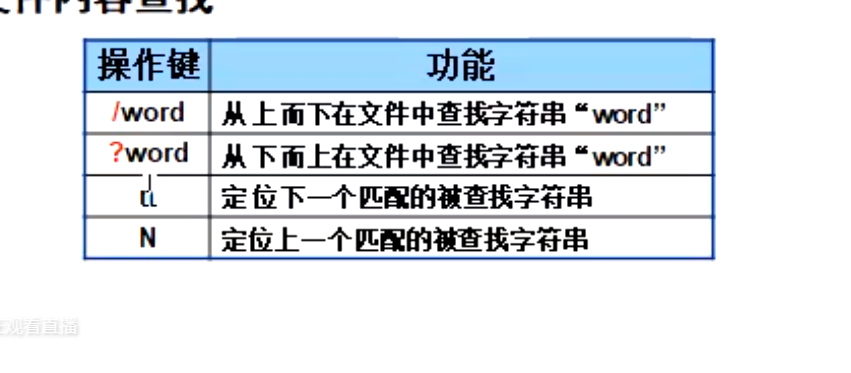 文件内容查找
操作键 功能
/word 从上而下在文件中查找字符串“word”
?word 从下而上在文件中查找字符串“word”
n 定位下一个匹配的被查找字符串
N 定位上一个匹配的被查找字符串
观看直播